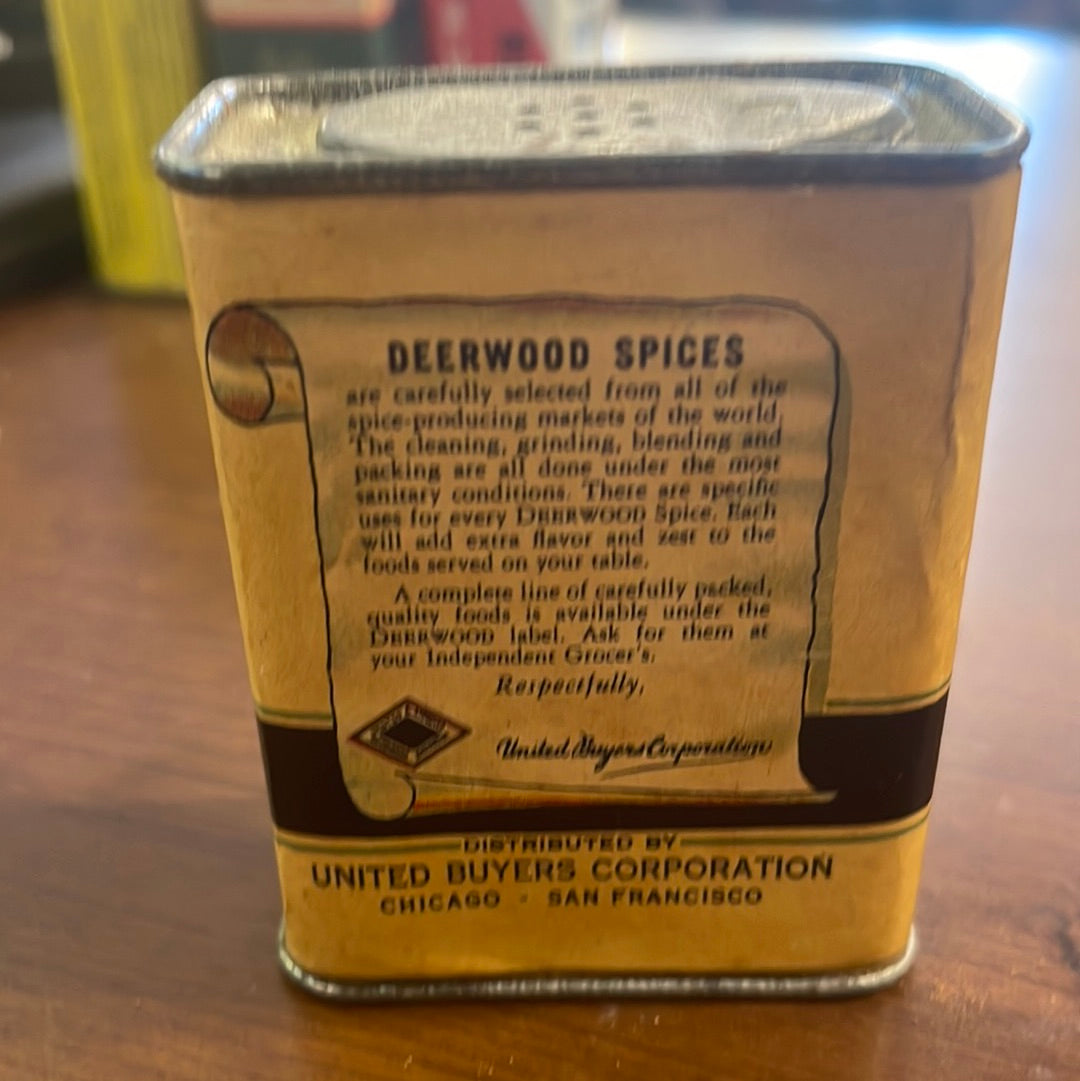 DEERWOOD SPICES
are carefully selected from all of the
spice-producing markets of the world.
The cleaning, grinding, blending and
packing are all done under the most
sanitary conditions. There are specific
uses for every DEERWOOD Spice. Each
will add extra flavor and zest to the
foods served on your table.
A complete line of carefully packed,
quality foods is available under the
DEERWOOD label. Ask for them at
your Independent Grocer's.
Respectfully,
United Buyers Corporation
DISTRIBUTED BY
UNITED BUYERS CORPORATION
CHICAGO - SAN FRANCISCO